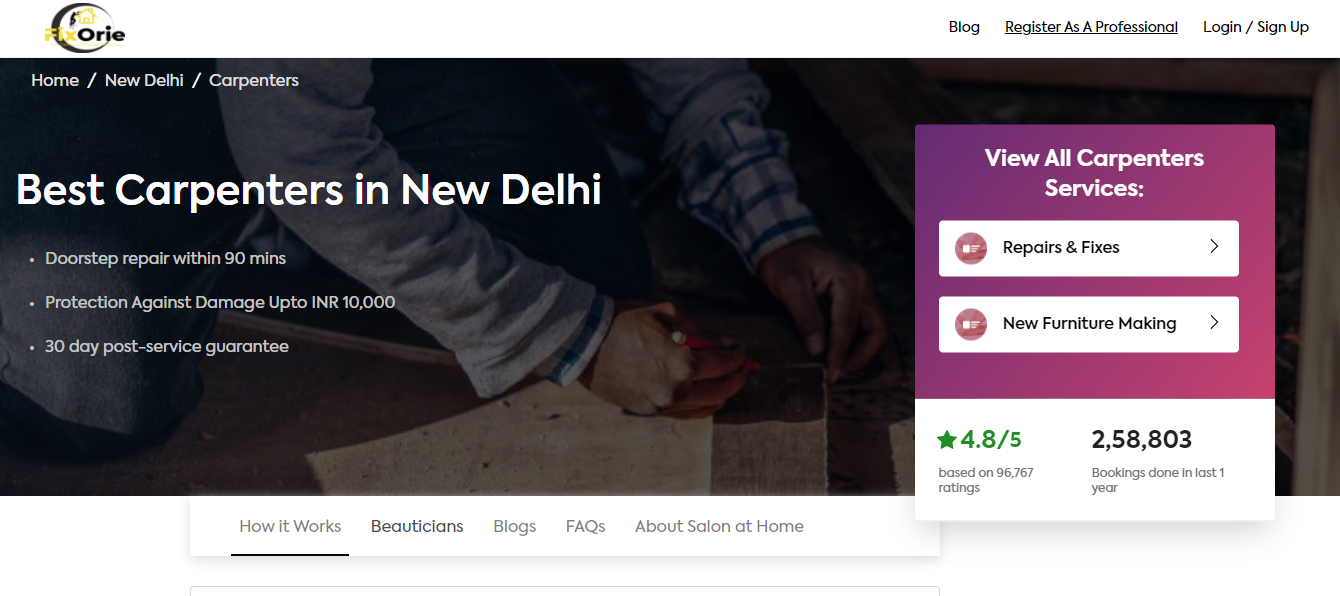 FixOrie
Blog
Register As A Professional
Login / Sign Up
Home / New Delhi / Carpenters
Best Carpenters in New Delhi
• Doorstep repair within 90 mins
• Protection Against Damage Upto INR 10,000
• 30 day post-service guarantee
View All Carpenters
Services:
Repairs & Fixes
New Furniture Making
4.8/5
based on 96,767
ratings
2,58,803
Bookings done in last 1
year
How it Works
Beauticians
Blogs
FAQs
About Salon at Home